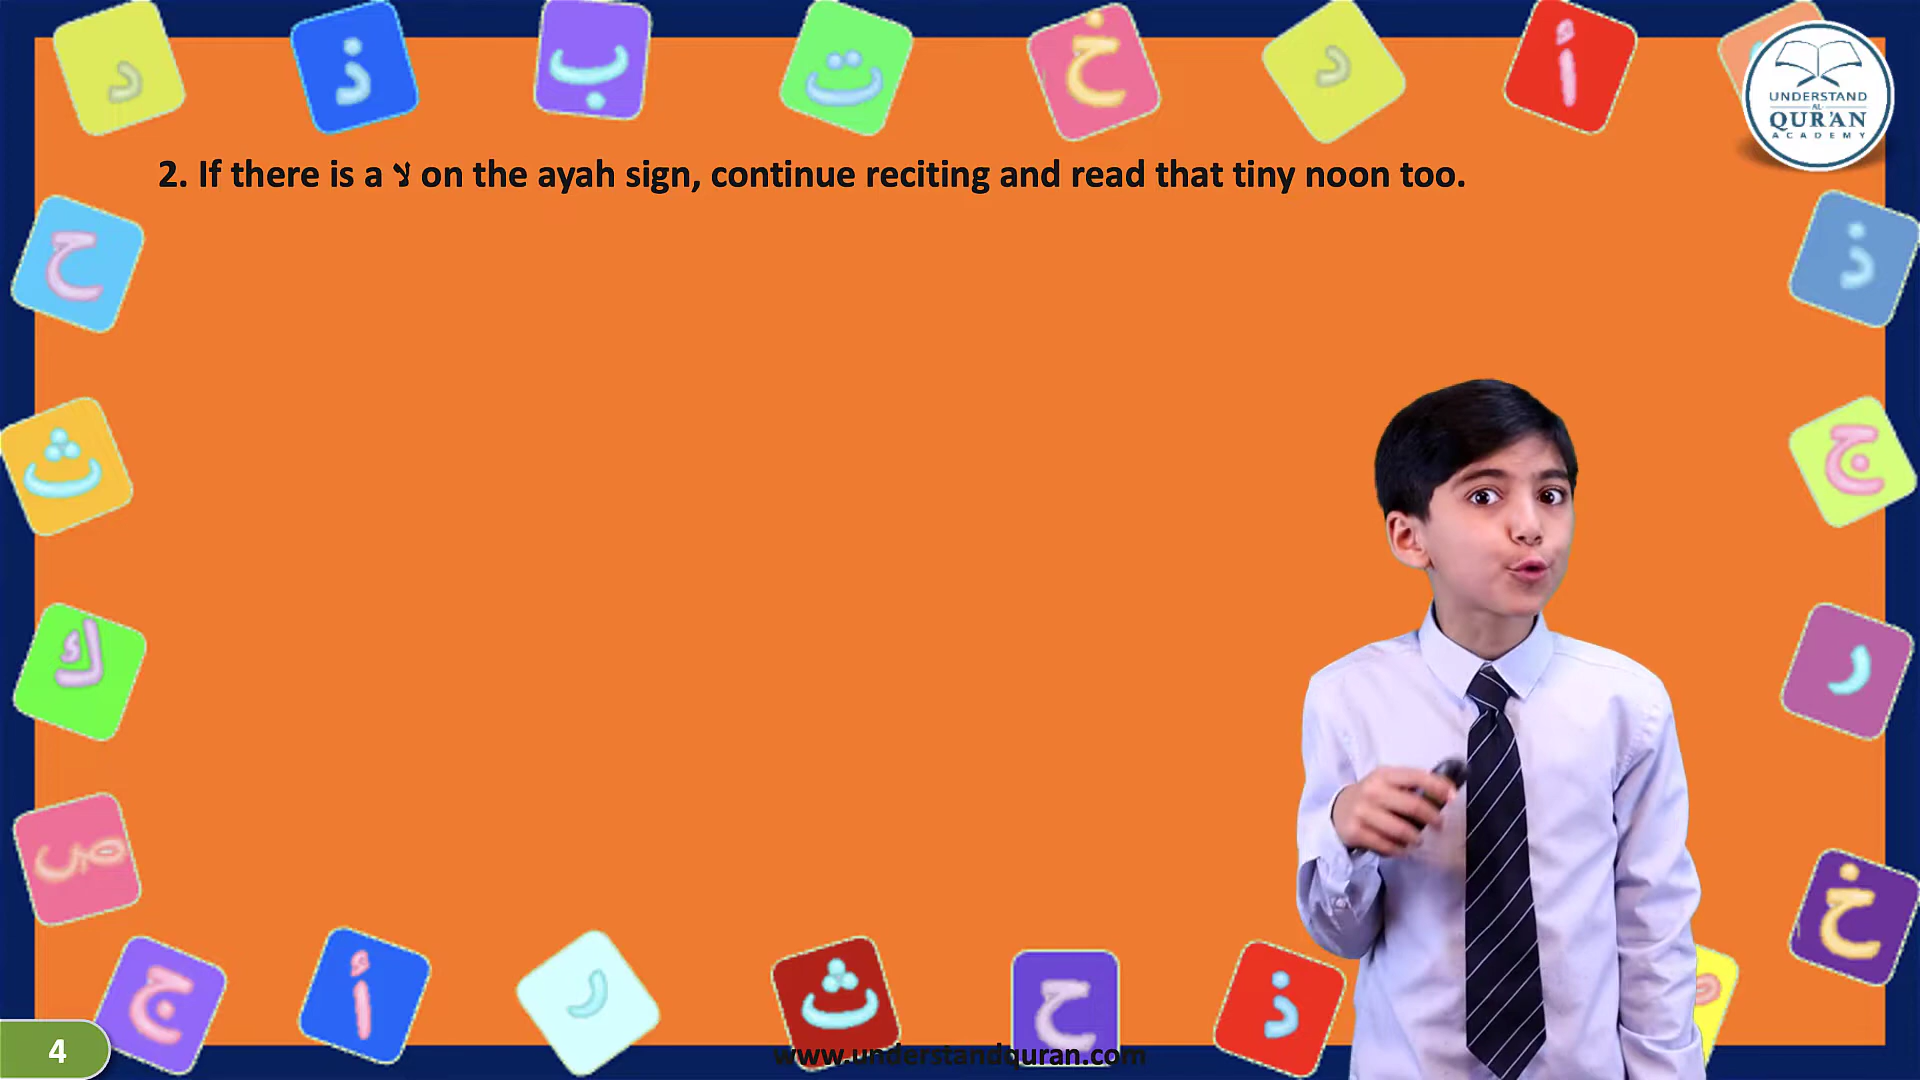 د
ذ
ب
ت
خ
د
أ
UNDERSTAND
AL
QUR'AN
ACADEMY
2. If there is a لا on the ayah sign, continue reciting and read that tiny noon too.
ح
ذ
ث
ج
ك
ر
ص
خ
ج
أ
ر
ث
ح
ذ
4
www.understandquran.com